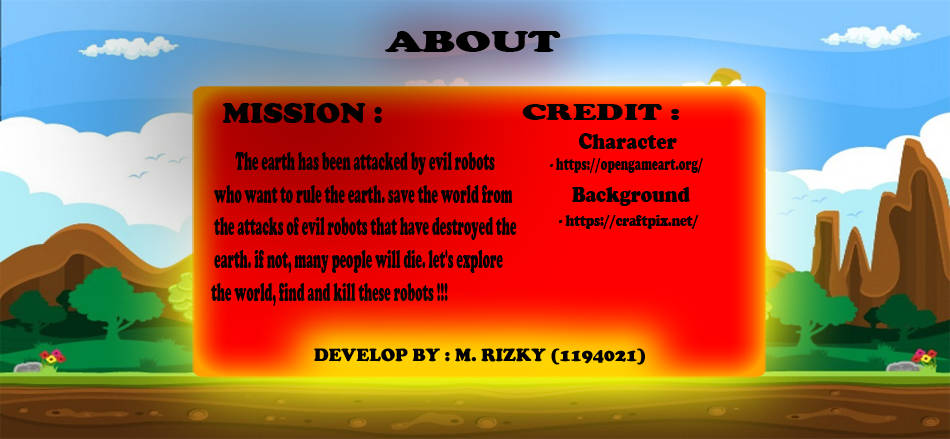 ABOUT
MISSION :
The earth has been attacked by evil robots
who want to rule the earth. save the world from
the attacks of evil robots that have destroyed the
earth. if not, many people will die. let's explore
the world, find and kill these robots !!!
CREDIT :
Character
- https://opengameart.org/
Background
- https://craftpix.net/
DEVELOP BY : M. RIZKY (1194021)